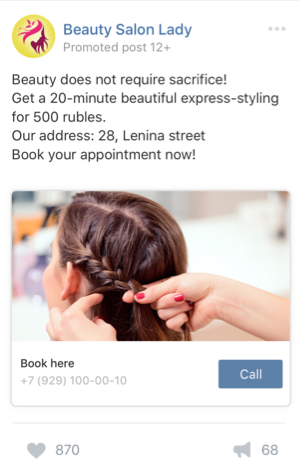 Beauty Salon Lady
Promoted post 12+
Beauty does not require sacrifice!
Get a 20-minute beautiful express-styling
for 500 rubles.
Our address: 28, Lenina street
Book your appointment now!
Book here
+7 (929) 100-00-10
Call
870
68